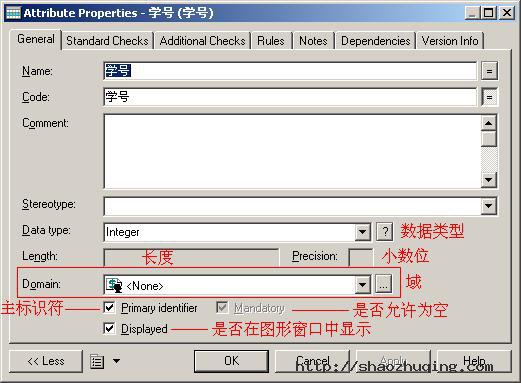 Attribute Properties - 学号 (学号)
General Standard Checks Additional Checks Rules Notes Dependencies Version Info
Name: 学号 =
Code: 学号 =
Comment:
Stereotype:
Data type: Integer ? 数据类型
Length: 长度 Precision: 小数位
Domain: <None> ... 域
主标识符 Primary identifier Mandatory 是否允许为空
Displayed 是否在图形窗口中显示
<< Less OK Cancel Apply Help
http://shaozhuqing.com